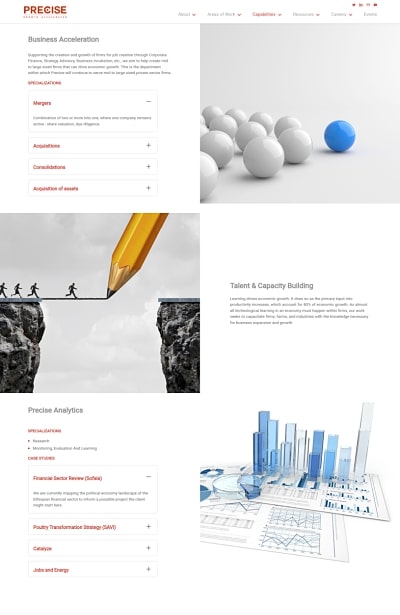 PRECISE
GROWTH ACCELERATED
About
Areas of Work
Capabilities
Resources
Careers
Events
Business Acceleration
Supporting the creation and growth of firms for job creation through Corporate
Finance, Strategy Advisory, Business Incubation, etc., we aim to help create mid
to large sized firms that can drive economic growth. This is the department
within which Precise will continue to serve mid to large sized private sector firms.
SPECIALIZATIONS
Mergers
Combination of two or more into one, where one company remains
active - share valuation, due diligence.
Acquisitions
Consolidations
Acquisition of assets
Talent & Capacity Building
Learning drives economic growth. It does so as the primary input into
productivity increases, which account for 80% of economic growth. As almost
all technological learning in an economy must happen within firms, our work
seeks to capacitate firms, farms, and industries with the knowledge necessary
for business expansion and growth
Precise Analytics
SPECIALIZATIONS
Research
Monitoring, Evaluation And Learning
CASE STUDIES
Financial Sector Review (Sofala)
We are currently mapping the political economy landscape of the
Ethiopian financial sector to inform a possible project the client
might start here
Poultry Transformation Strategy (SAVI)
Catalyze
Jobs and Energy